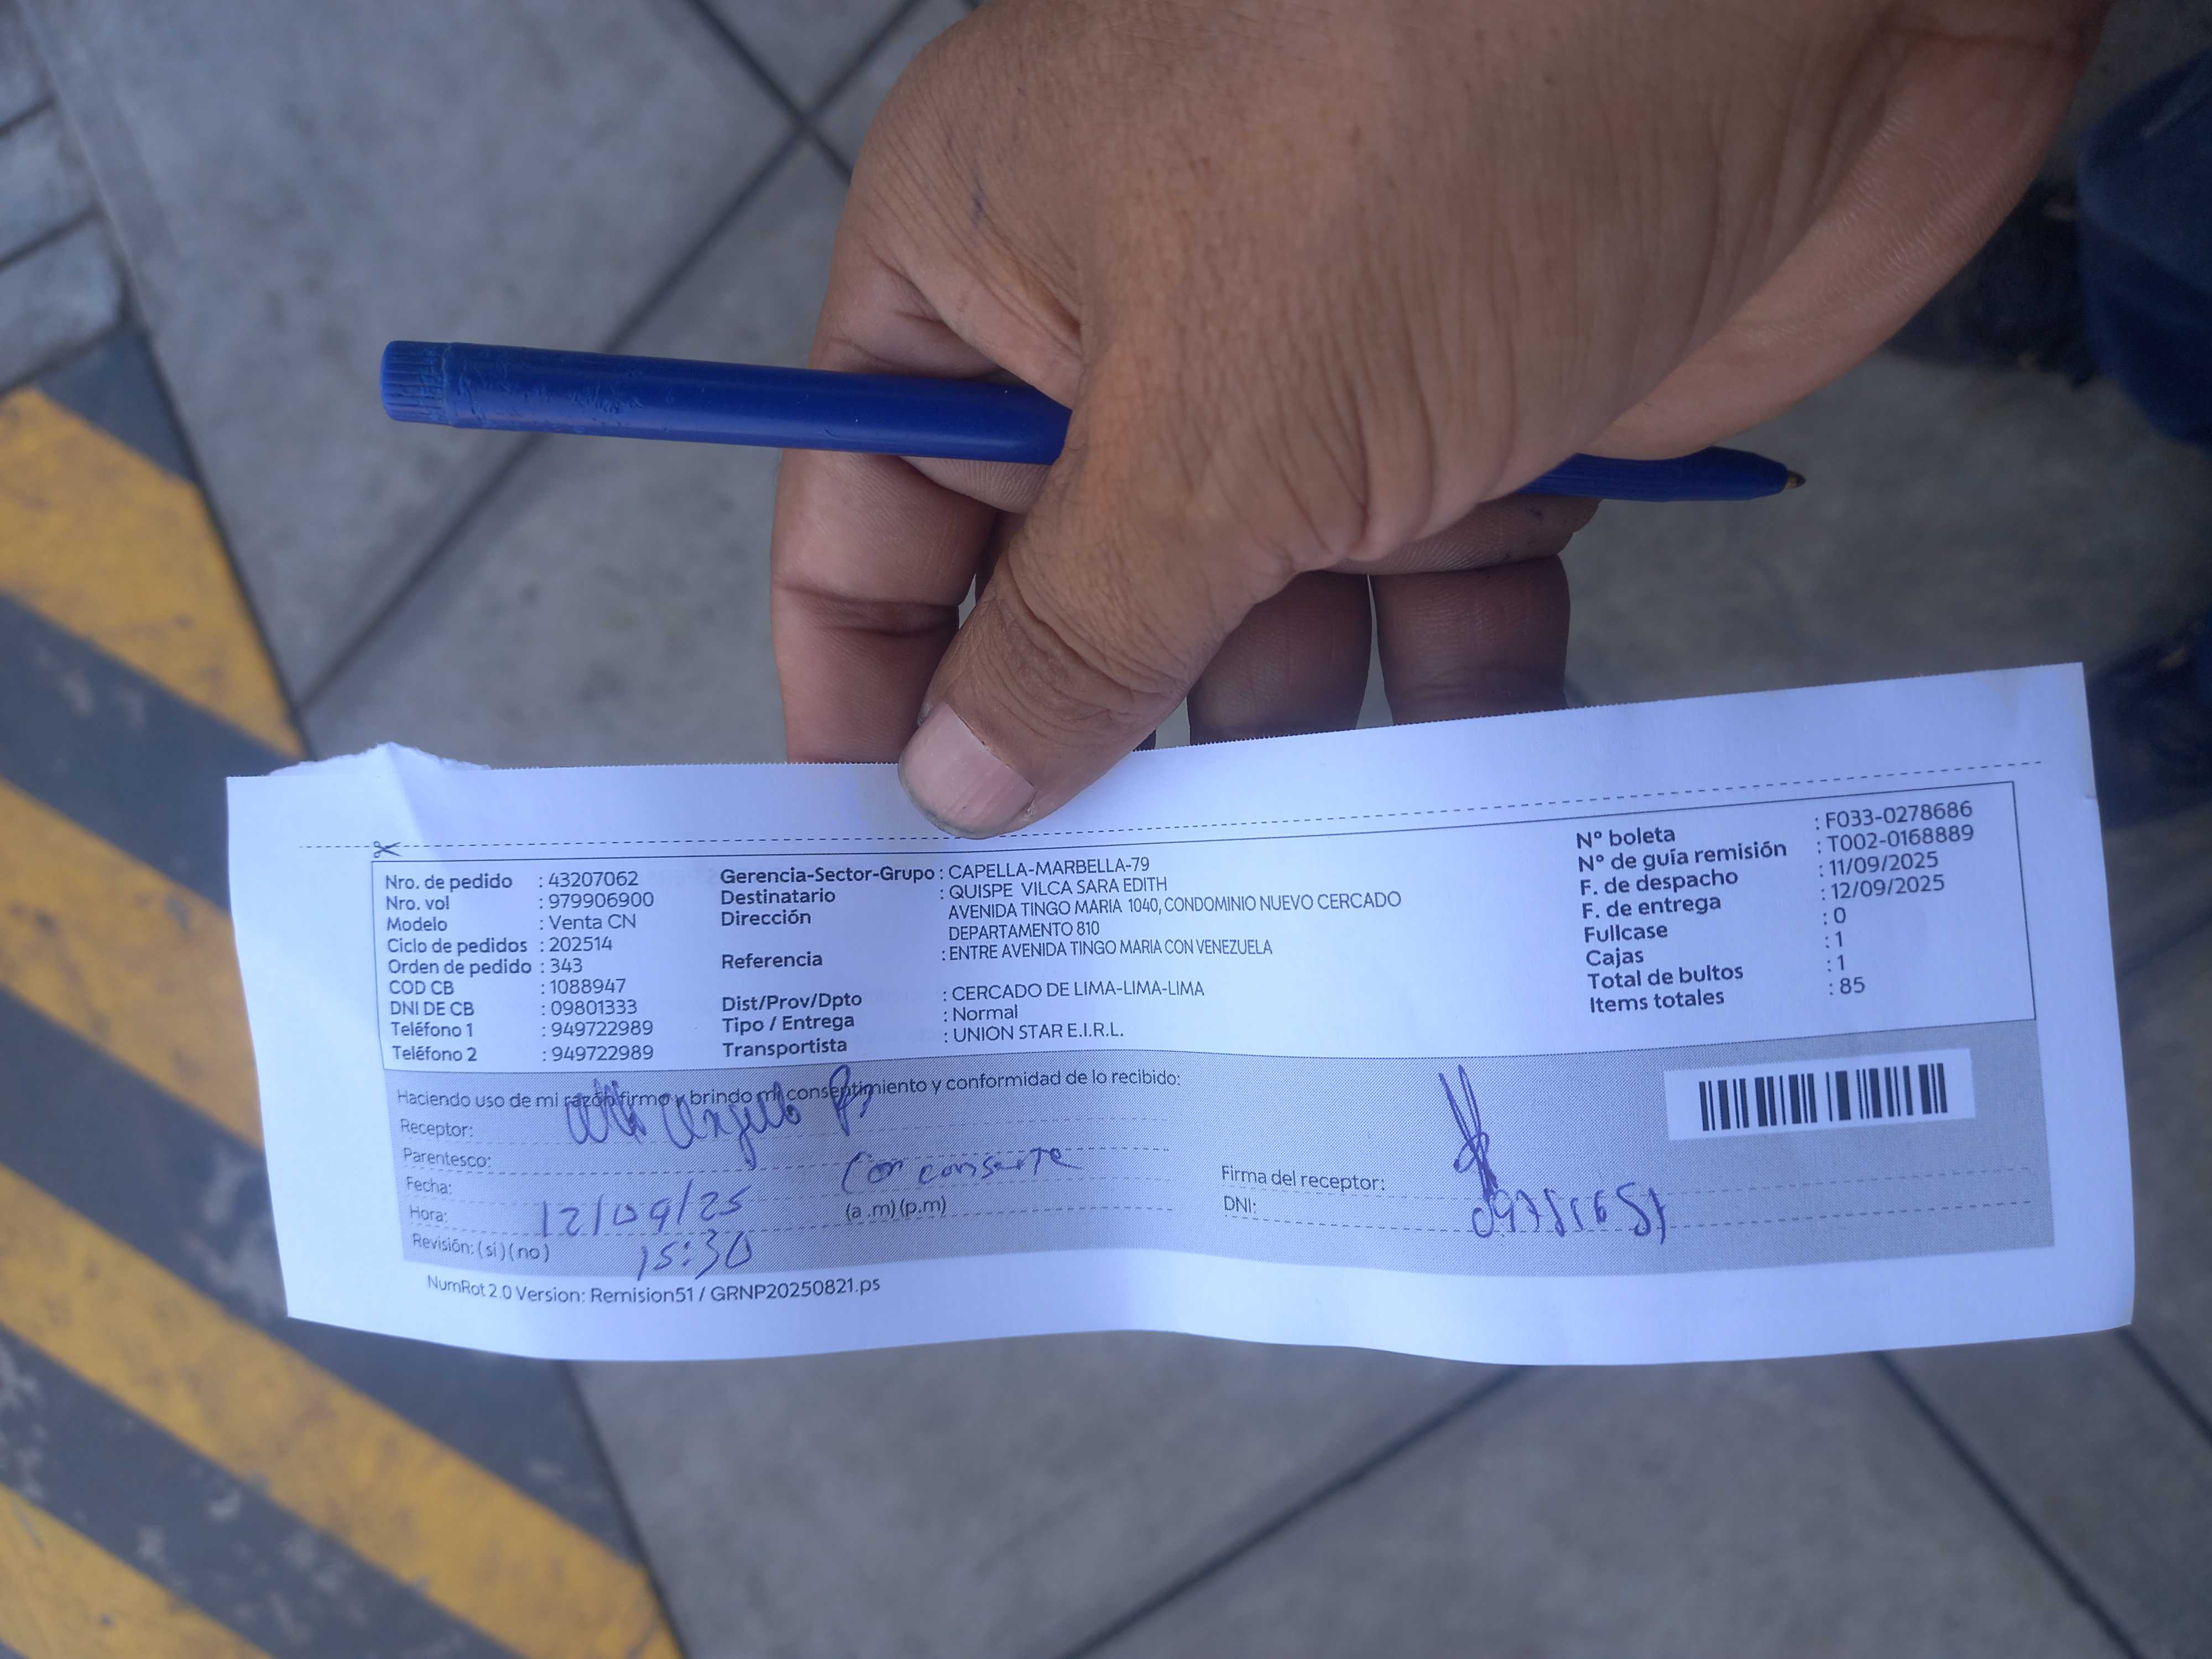 Nro. de pedido : 43207062
Nro. vol : 979906900
Modelo : Venta CN
Ciclo de pedidos : 202514
Orden de pedido : 343
COD CB : 1088947
DNI DE CB : 09801333
Teléfono 1 : 949722989
Teléfono 2 : 949722989
Gerencia-Sector-Grupo : CAPELLA-MARBELLA-79
Destinatario : QUISPE VILCA SARA EDITH
Dirección AVENIDA TINGO MARIA 1040, CONDOMINIO NUEVO CERCADO
DEPARTAMENTO 810
Referencia : ENTRE AVENIDA TINGO MARIA CON VENEZUELA
Dist/Prov/Dpto : CERCADO DE LIMA-LIMA-LIMA
Tipo / Entrega : Normal
Transportista : UNION STAR E.I.R.L.
Nº boleta : F033-0278686
Nº de guía remisión : T002-0168889
F. de despacho : 11/09/2025
F. de entrega : 12/09/2025
Fullcase : 0
Cajas : 1
Total de bultos : 1
Items totales : 85
Haciendo uso de mi razón firmo y brindo mi consentimiento y conformidad de lo recibido:
Receptor:
Parentesco:
Fecha: 12/09/25
Hora: 15:30 (a .m) (p.m)
Revisión: ( si ) ( no )
Firma del receptor:
DNI:
NumRot 2.0 Version: Remision51 / GRNP20250821.ps